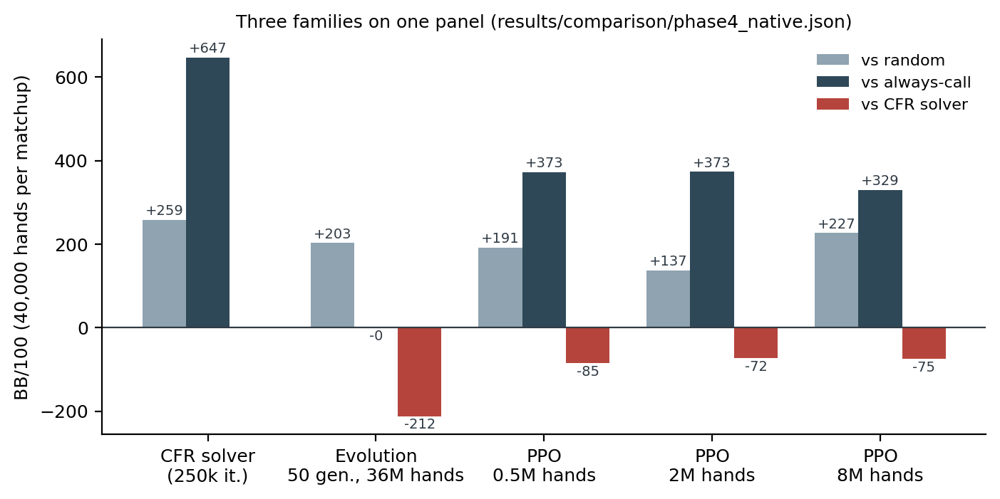 Three families on one panel (results/comparison/phase4_native.json)
BB/100 (40,000 hands per matchup)
600
400
200
0
−200
vs random
vs always-call
vs CFR solver
+259
+647
+203
-0
-212
+191
+373
-85
+137
+373
-72
+227
+329
-75
CFR solver
(250k it.)
Evolution
50 gen., 36M hands
PPO
0.5M hands
PPO
2M hands
PPO
8M hands